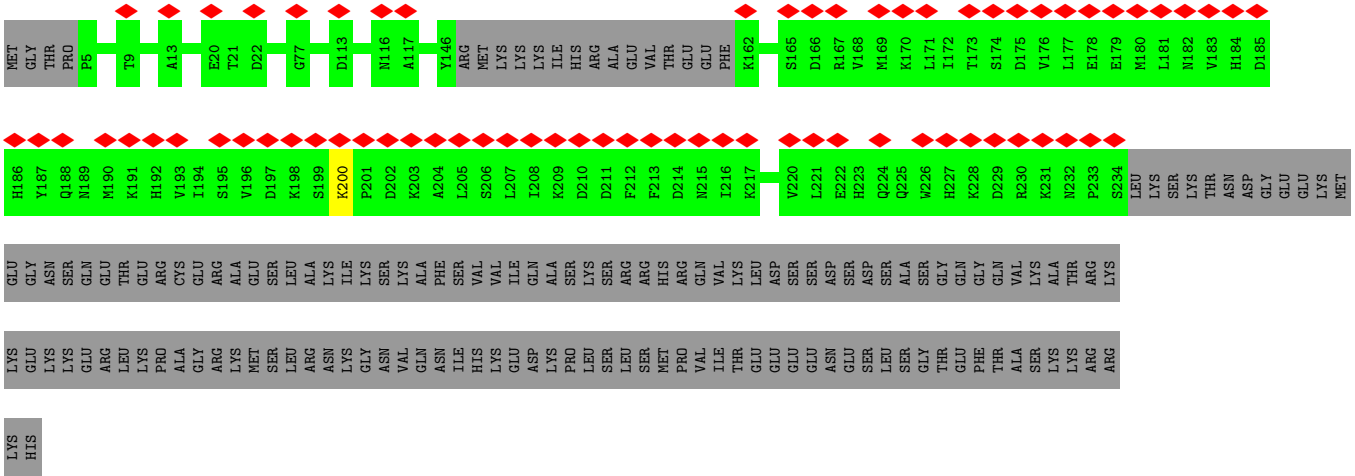 MET GLY THR PRO P5 T9 A13 E20 T21 D22 G77 D113 N116 A117 Y146 ARG MET LYS LYS LYS ILE HIS ARG ALA GLU VAL THR GLU GLU PHE K162 S165 D166 R167 V168 M169 K170 L171 I172 T173 S174 D175 V176 L177 E178 E179 M180 L181 N182 V183 H184 D185
H186 Y187 Q188 N189 M190 K191 H192 V193 I194 S195 V196 D197 K198 S199 K200 P201 D202 K203 A204 L205 S206 L207 I208 K209 D210 D211 F212 F213 D214 N215 I216 K217 V220 L221 E222 H223 Q224 Q225 W226 H227 K228 D229 R230 K231 N232 P233 S234 LEU LYS SER LYS THR ASN ASP GLY GLU GLU LYS MET
GLU GLY ASN SER GLN GLU THR GLU ARG CYS GLU ARG ALA GLU SER LEU ALA LYS ILE LYS SER LYS ALA PHE SER VAL VAL ILE GLN ALA SER LYS SER ARG ARG HIS ARG GLN VAL LYS LEU ASP SER SER ASP SER ASP SER ALA SER GLY GLN GLY GLN VAL LYS ALA THR ARG LYS
LYS GLU LYS LYS GLU ARG LEU LYS PRO ALA GLY ARG LYS MET SER LEU ARG ASN LYS GLY ASN VAL GLN ASN ILE HIS LYS GLU ASP LYS PRO LEU SER LEU SER MET PRO VAL ILE THR GLU GLU GLU GLU ASN GLU SER LEU SER GLY THR GLU PHE THR ALA SER LYS LYS ARG ARG
LYS HIS